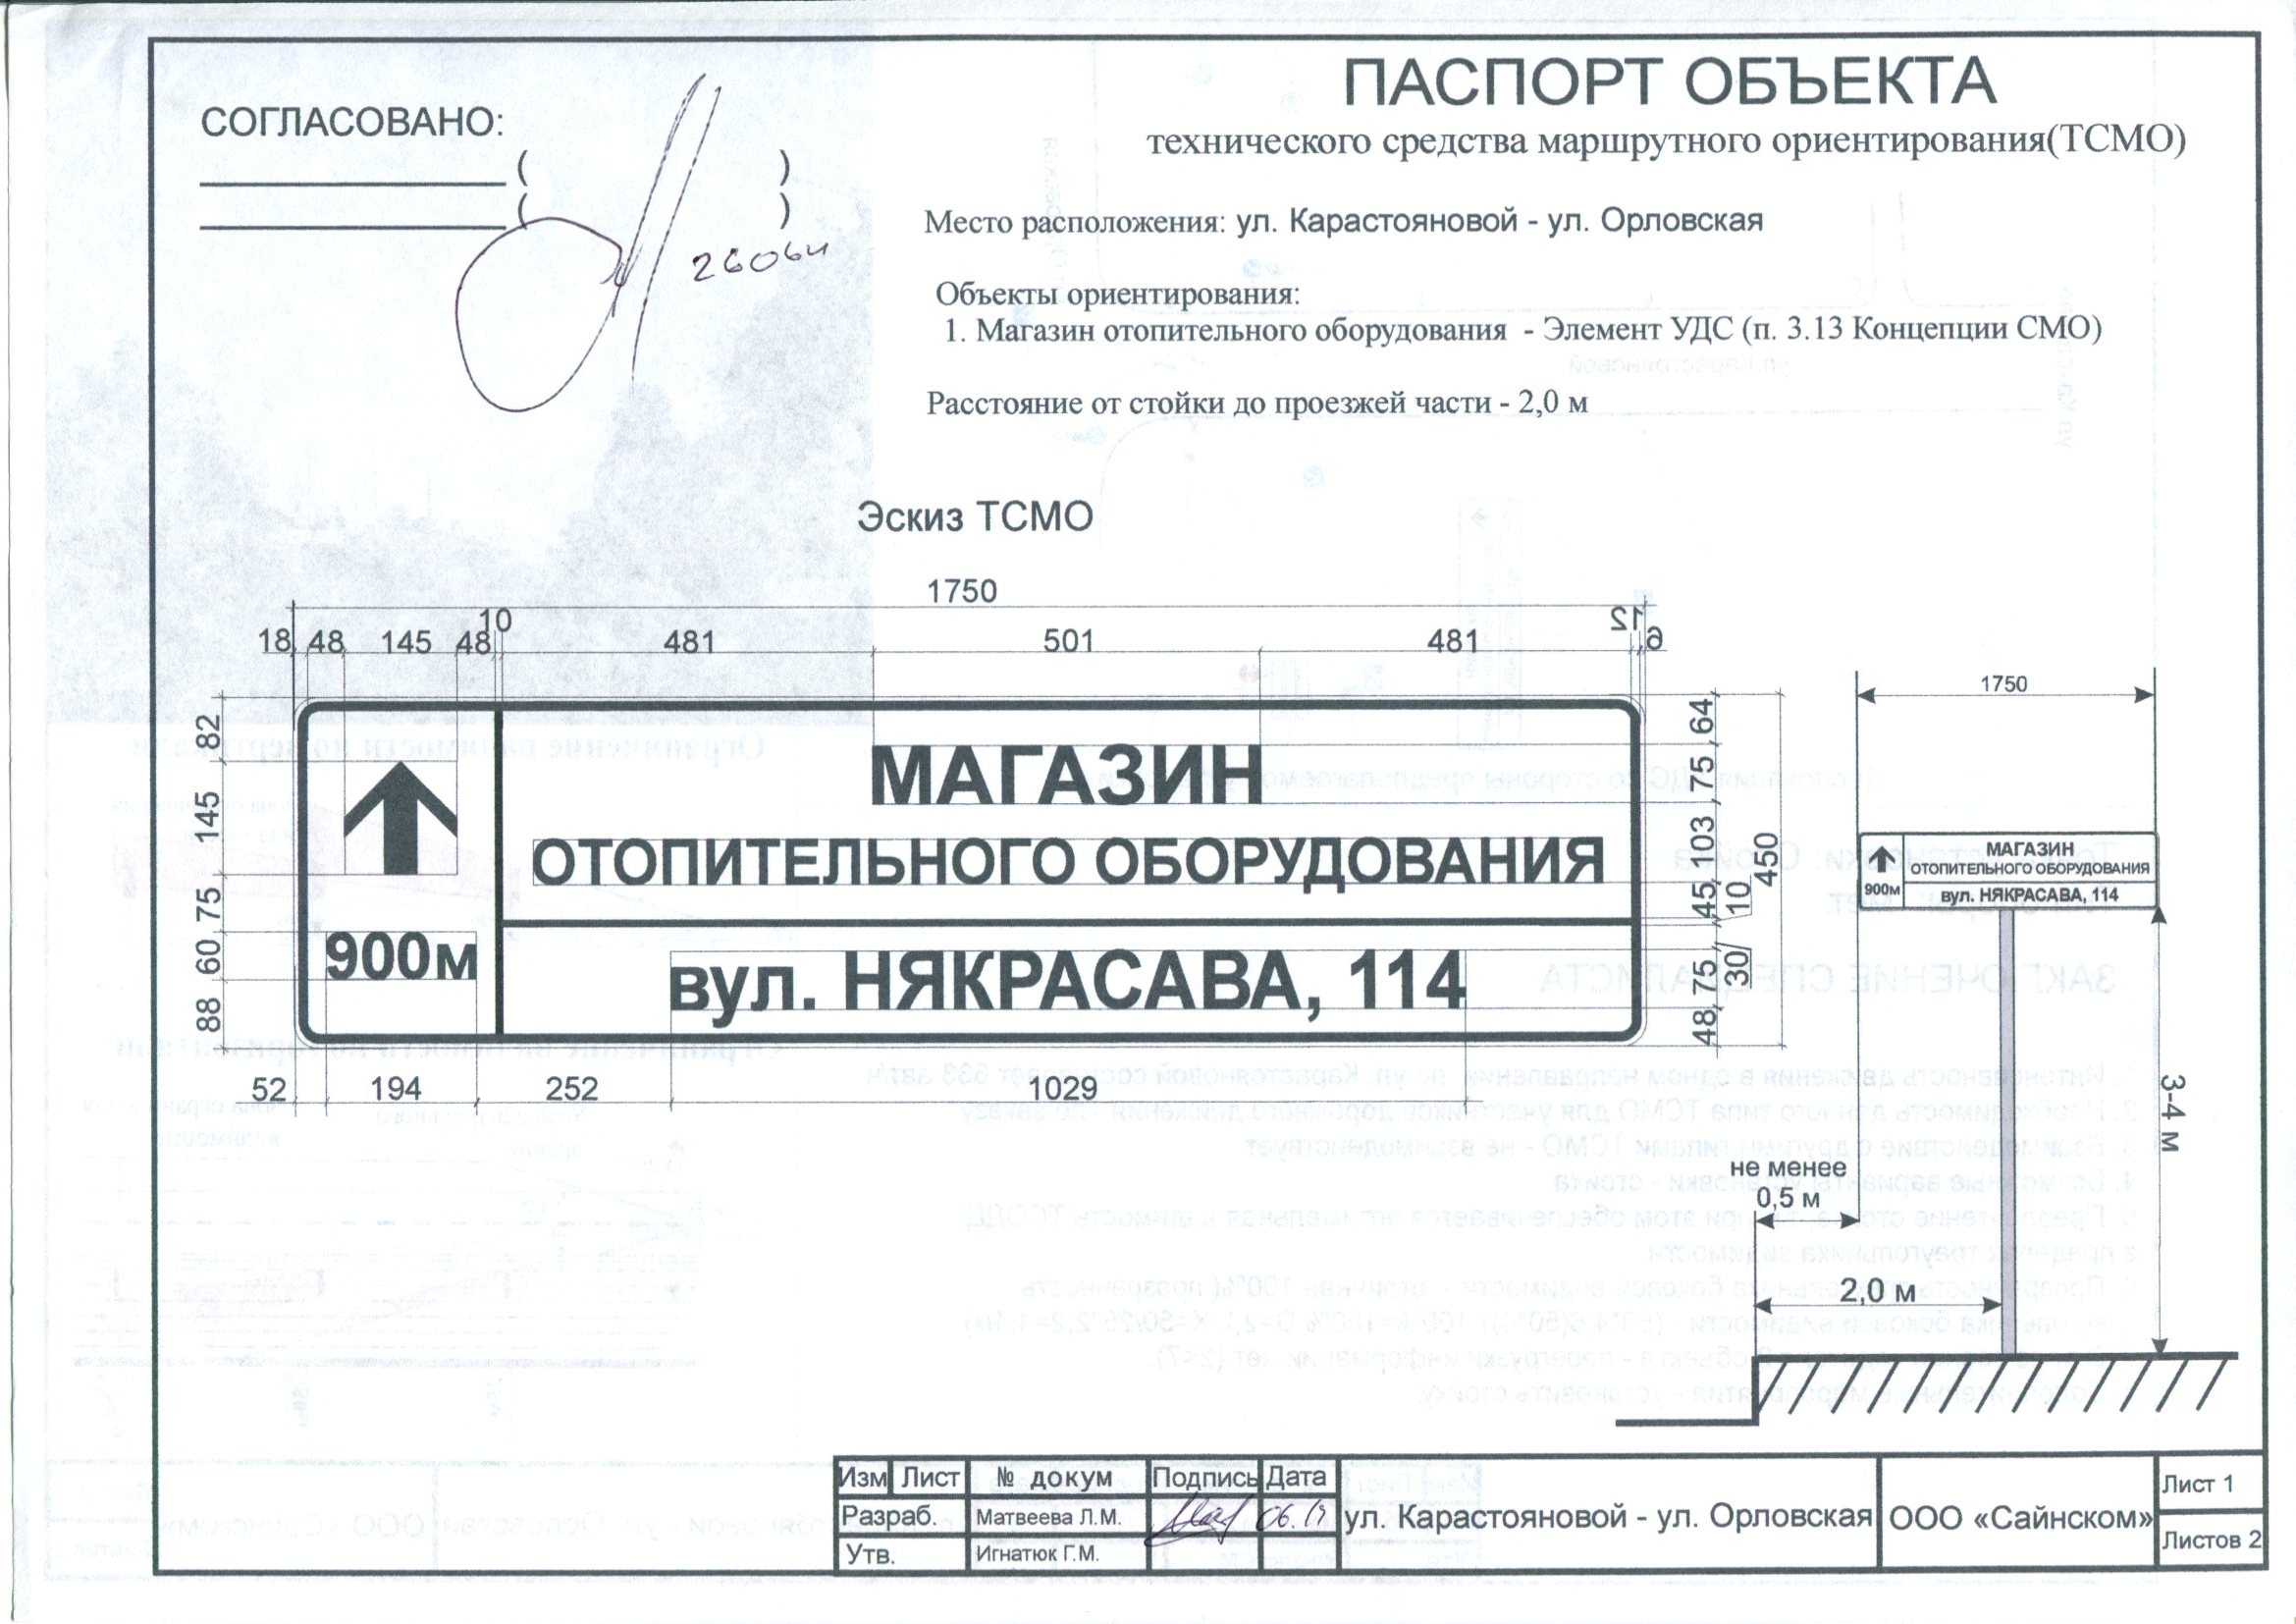 ПАСПОРТ ОБЪЕКТА
технического средства маршрутного ориентирования(ТСМО)
СОГЛАСОВАНО:
( )
( )
Место расположения: ул. Карастояновой - ул. Орловская
Объекты ориентирования:
1. Магазин отопительного оборудования - Элемент УДС (п. 3.13 Концепции СМО)
Расстояние от стойки до проезжей части - 2,0 м
Эскиз ТСМО
1750
18 48 145 48 10 481 501 481 12 6
82 145 75 60 88
МАГАЗИН
ОТОПИТЕЛЬНОГО ОБОРУДОВАНИЯ
900м
вул. НЯКРАСАВА, 114
64 75 103 45 10 30 75 48 450
52 194 252 1029
1750
МАГАЗИН
ОТОПИТЕЛЬНОГО ОБОРУДОВАНИЯ
900м
вул. НЯКРАСАВА, 114
3-4 м
не менее
0,5 м
2,0 м
Изм Лист № докум Подпись Дата
Разраб. Матвеева Л.М.
Утв. Игнатюк Г.М.
ул. Карастояновой - ул. Орловская
ООО «Сайнском»
Лист 1
Листов 2